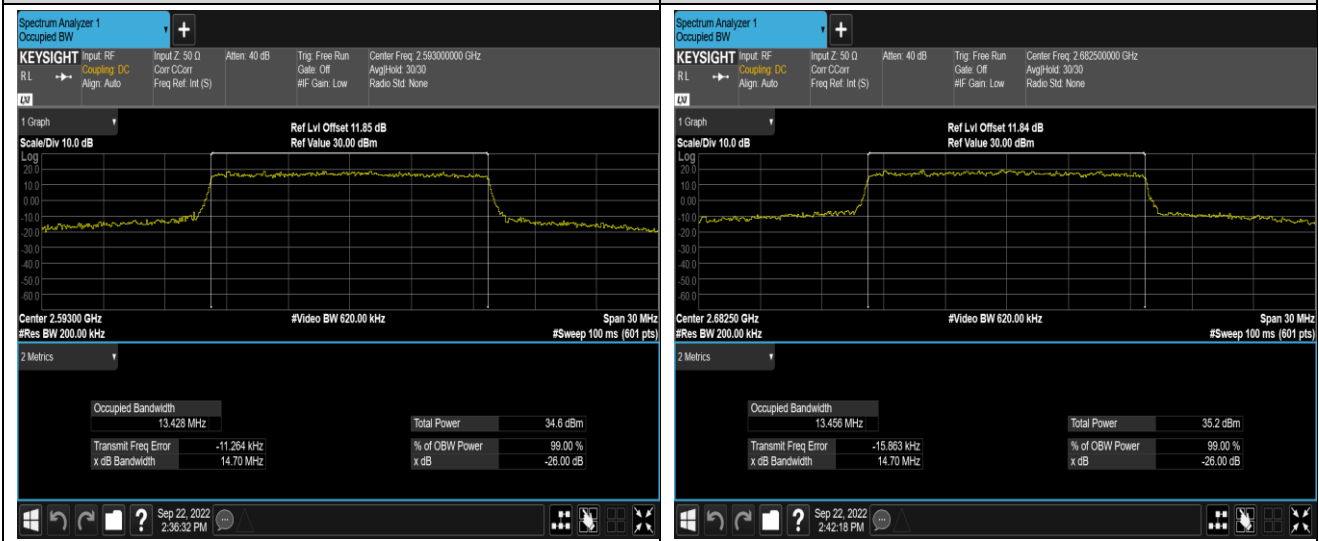 Spectrum Analyzer 1
Occupied BW
+
KEYSIGHT Input: RF Input Z: 50 Ω Atten: 40 dB Trig: Free Run Center Freq: 2.593000000 GHz
RL Coupling: DC Corr CCorr Gate: Off Avg|Hold: 30/30
Align: Auto Freq Ref: Int (S) #IF Gain: Low Radio Std: None
LXI
1 Graph
Ref Lvl Offset 11.85 dB
Scale/Div 10.0 dB Ref Value 30.00 dBm
Log
20.0
10.0
0.00
-10.0
-20.0
-30.0
-40.0
-50.0
-60.0
Center 2.59300 GHz #Video BW 620.00 kHz Span 30 MHz
#Res BW 200.00 kHz #Sweep 100 ms (601 pts)
2 Metrics
Occupied Bandwidth
13.428 MHz Total Power 34.6 dBm
Transmit Freq Error -11.264 kHz % of OBW Power 99.00 %
x dB Bandwidth 14.70 MHz x dB -26.00 dB
? Sep 22, 2022
2:36:32 PM
Spectrum Analyzer 1
Occupied BW
+
KEYSIGHT Input: RF Input Z: 50 Ω Atten: 40 dB Trig: Free Run Center Freq: 2.682500000 GHz
RL Coupling: DC Corr CCorr Gate: Off Avg|Hold: 30/30
Align: Auto Freq Ref: Int (S) #IF Gain: Low Radio Std: None
LXI
1 Graph
Ref Lvl Offset 11.84 dB
Scale/Div 10.0 dB Ref Value 30.00 dBm
Log
20.0
10.0
0.00
-10.0
-20.0
-30.0
-40.0
-50.0
-60.0
Center 2.68250 GHz #Video BW 620.00 kHz Span 30 MHz
#Res BW 200.00 kHz #Sweep 100 ms (601 pts)
2 Metrics
Occupied Bandwidth
13.456 MHz Total Power 35.2 dBm
Transmit Freq Error -15.863 kHz % of OBW Power 99.00 %
x dB Bandwidth 14.70 MHz x dB -26.00 dB
? Sep 22, 2022
2:42:18 PM